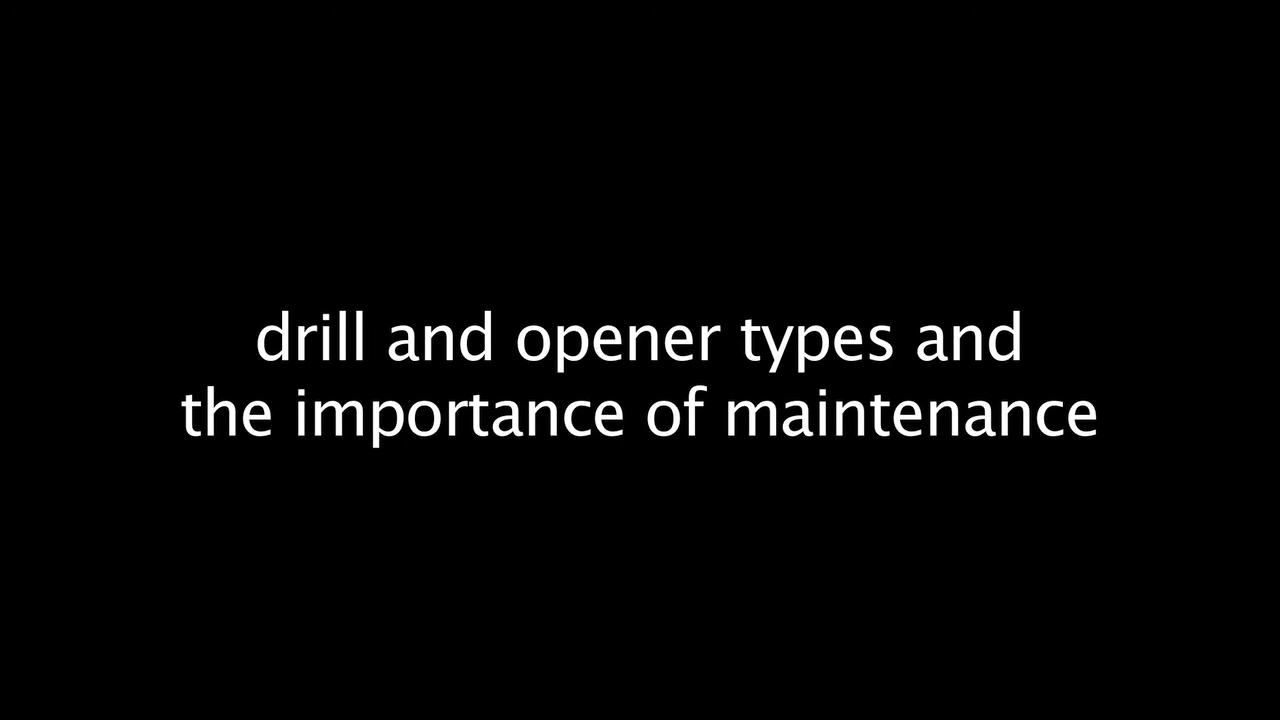 drill and opener types and
the importance of maintenance